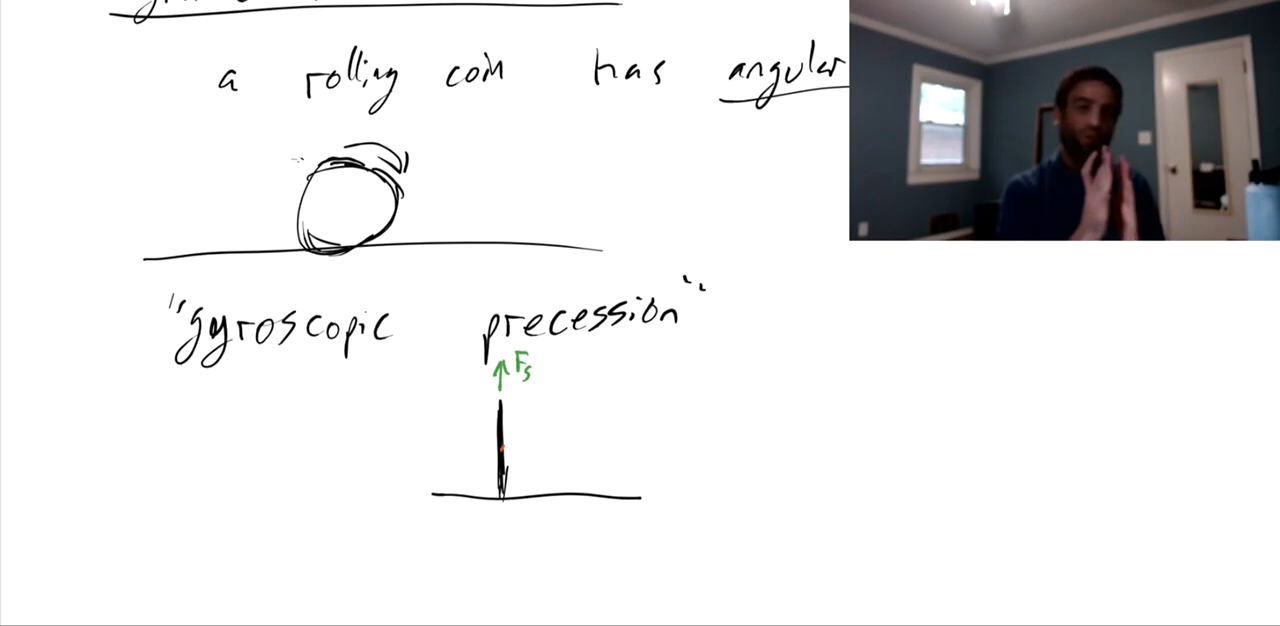 a rolling coin has angular
"gyroscopic precession"
Fs